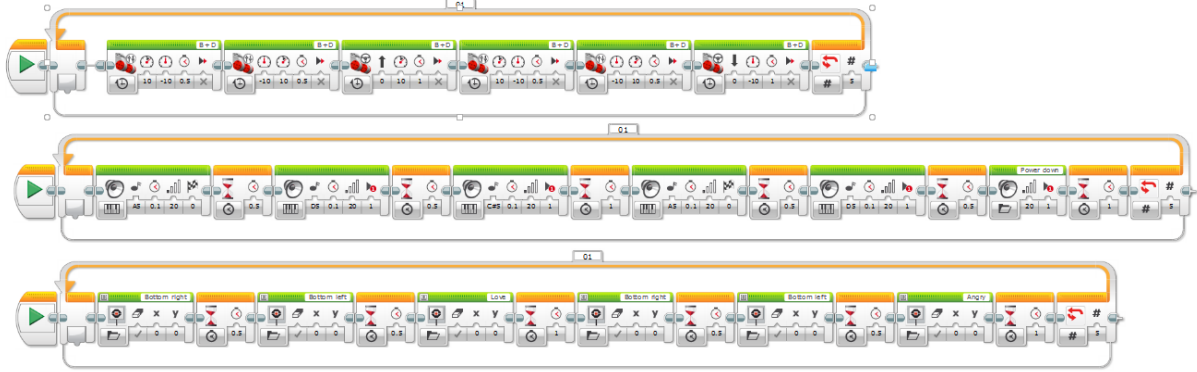 01
B + D B + D B + D B + D B + D B + D
#
10 -10 0.5 -10 10 0.5 0 10 1 10 -10 0.5 -10 10 0.5 0 -10 1 # 5
01
Power down
#
A5 0.1 20 0 0.5 D5 0.1 20 1 0.5 C#5 0.1 20 1 1 A5 0.1 20 0 0.5 D5 0.1 20 1 0.5 20 1 1 # 5
01
Bottom right Bottom left Love Bottom right Bottom left Angry
x y x y x y x y x y x y #
0 0 0.5 0 0 0.5 0 0 1 0 0 0.5 0 0 0.5 0 0 1 # 5